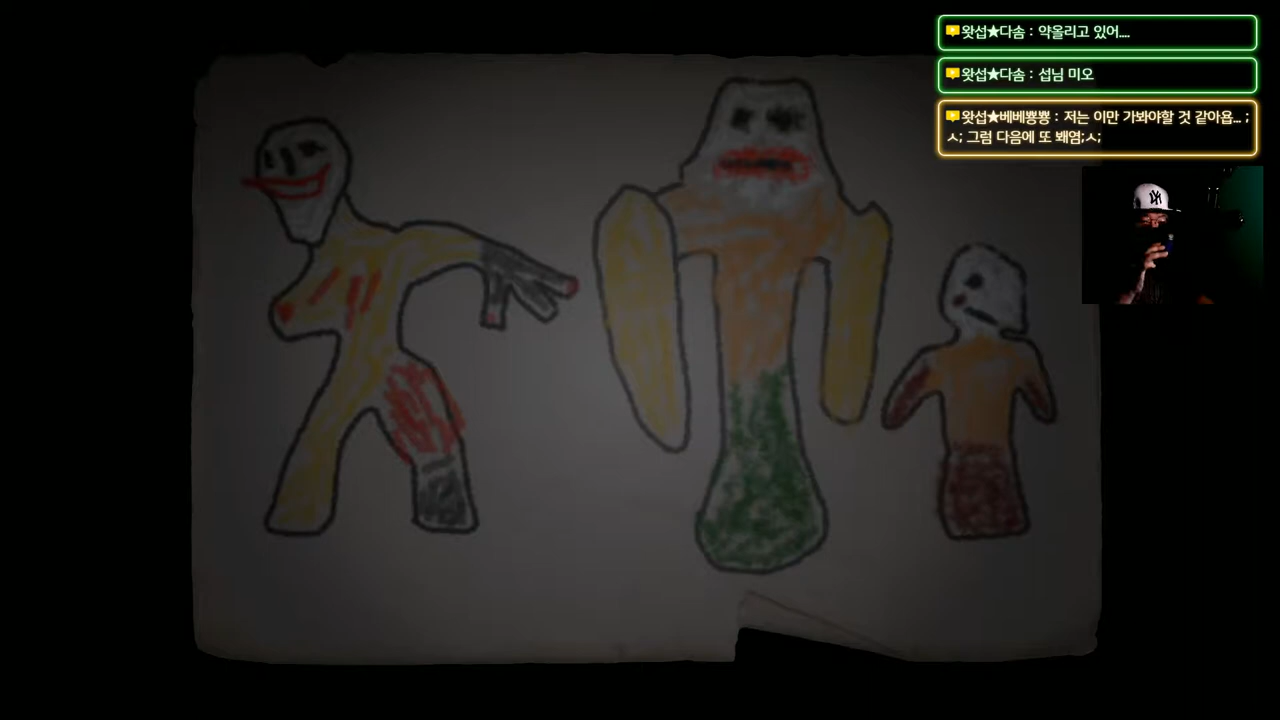 왓섭★다솜 : 약올리고 있어....
왓섭★다솜 : 섭님 미오
왓섭★베베뿅뿅 : 저는 이만 가봐야할 것 같아욥... ;
ㅅ; 그럼 다음에 또 봬염;ㅅ;